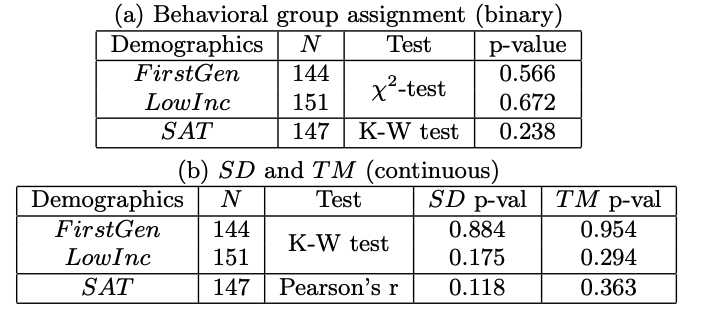 (a) Behavioral group assignment (binary)
Demographics N Test p-value
FirstGen 144 χ²-test 0.566
LowInc 151 0.672
SAT 147 K-W test 0.238
(b) SD and TM (continuous)
Demographics N Test SD p-val TM p-val
FirstGen 144 K-W test 0.884 0.954
LowInc 151 0.175 0.294
SAT 147 Pearson's r 0.118 0.363